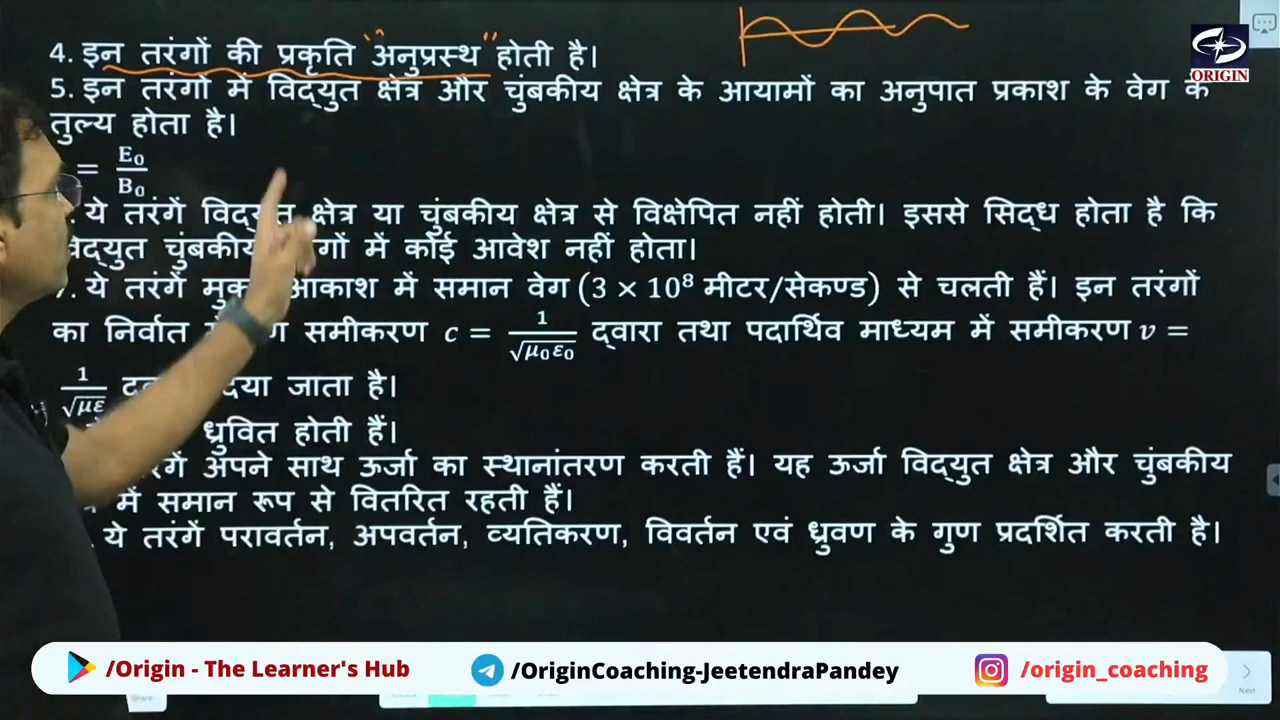 4. इन तरंगों की प्रकृति "अनुप्रस्थ" होती है।
ORIGIN
5. इन तरंगों में विद्युत क्षेत्र और चुंबकीय क्षेत्र के आयामों का अनुपात प्रकाश के वेग के
तुल्य होता है।
= E₀/B₀
ये तरंगें विद्युत क्षेत्र या चुंबकीय क्षेत्र से विक्षेपित नहीं होती। इससे सिद्ध होता है कि
चुंबकीय में कोई आवेश नहीं होता।
ये तरंगें आकाश में समान वेग (3 × 10⁸ मीटर/सेकण्ड) से चलती हैं। इन तरंगों
का निर्वात समीकरण c = 1/√μ₀ε₀ द्वारा तथा पदार्थिव माध्यम में समीकरण v =
1/√με जाता है।
ध्रुवित होती हैं।
अपने साथ ऊर्जा का स्थानांतरण करती हैं। यह ऊर्जा विद्युत क्षेत्र और चुंबकीय
में समान रूप से वितरित रहती हैं।
ये तरंगें परावर्तन, अपवर्तन, व्यतिकरण, विवर्तन एवं ध्रुवण के गुण प्रदर्शित करती है।
/Origin - The Learner's Hub /OriginCoaching-JeetendraPandey /origin_coaching
Next